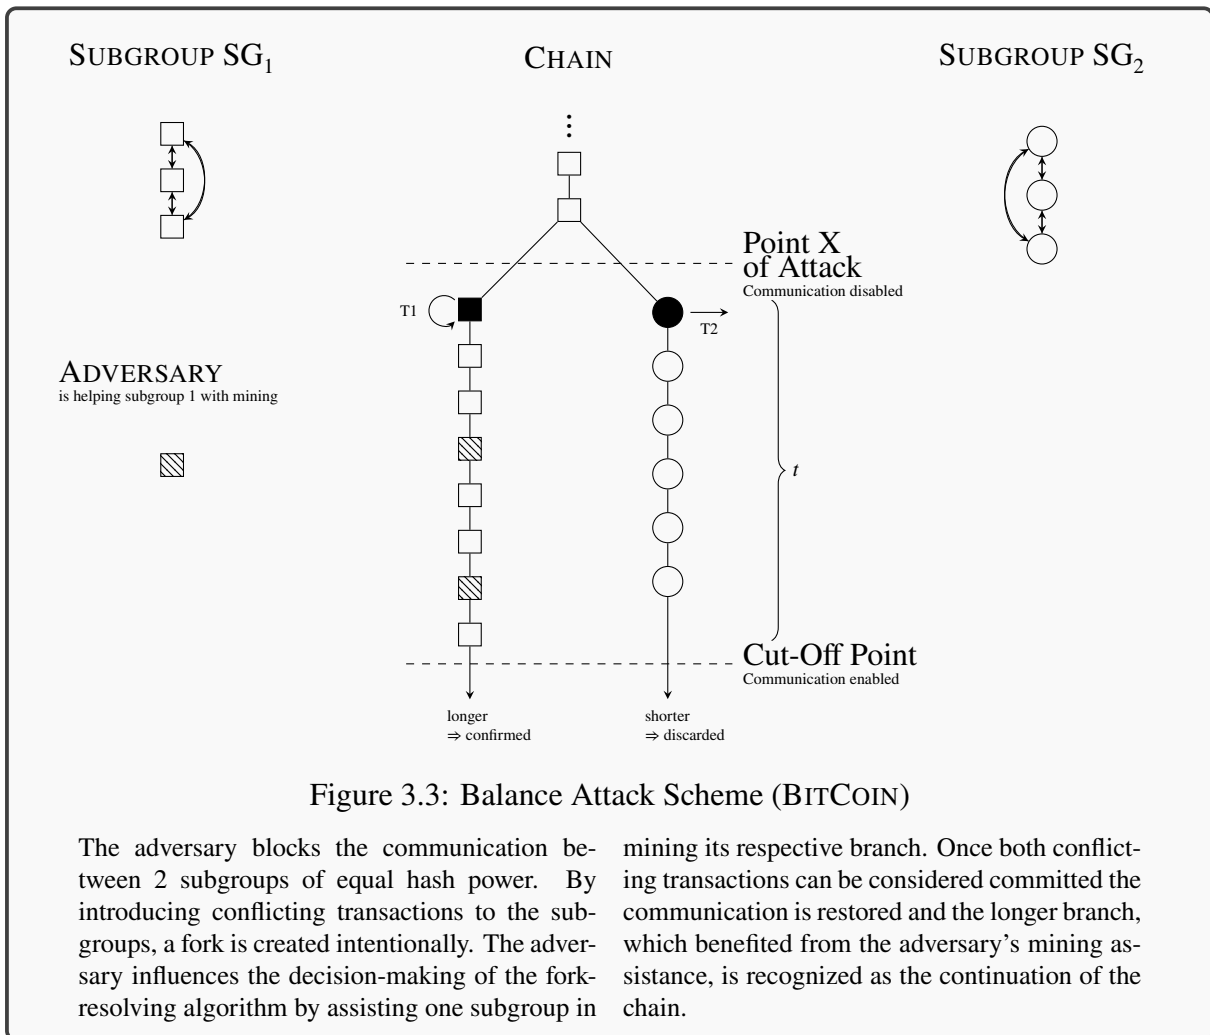 SUBGROUP SG₁
CHAIN
SUBGROUP SG₂
Point X
of Attack
Communication disabled
T1
T2
ADVERSARY
is helping subgroup 1 with mining
t
Cut-Off Point
Communication enabled
longer
⇒ confirmed
shorter
⇒ discarded
Figure 3.3: Balance Attack Scheme (BITCOIN)
The adversary blocks the communication be-
tween 2 subgroups of equal hash power. By
introducing conflicting transactions to the sub-
groups, a fork is created intentionally. The adver-
sary influences the decision-making of the fork-
resolving algorithm by assisting one subgroup in
mining its respective branch. Once both conflict-
ing transactions can be considered committed the
communication is restored and the longer branch,
which benefited from the adversary's mining as-
sistance, is recognized as the continuation of the
chain.